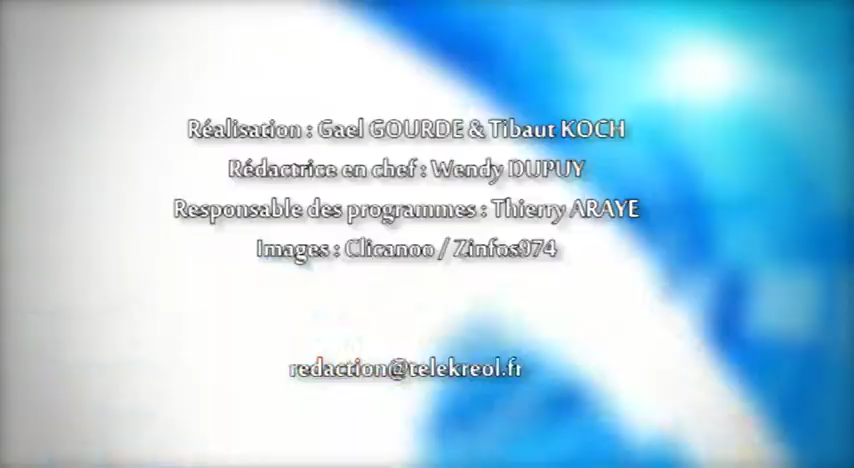 Réalisation : Gael GOURDE & Tibaut KOCH
Rédactrice en chef : Wendy DUPUY
Responsable des programmes : Thierry ARAYE
Images : Clicanoo / Zinfos974
redaction@telekreol.fr